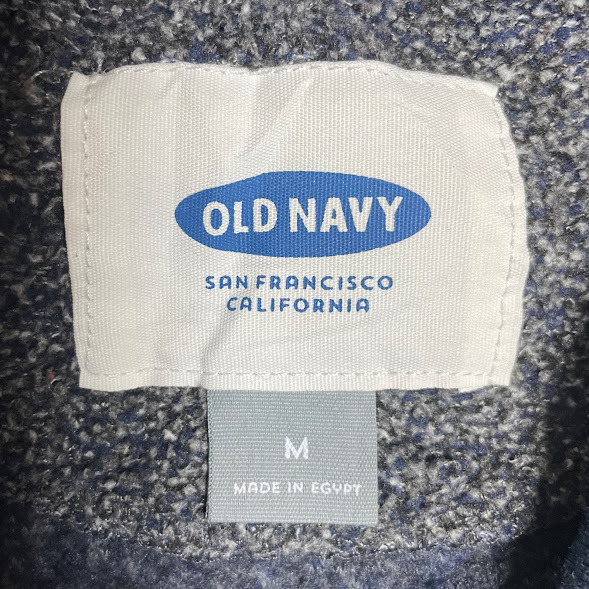 OLD NAVY
SAN FRANCISCO
CALIFORNIA
M
MADE IN EGYPT